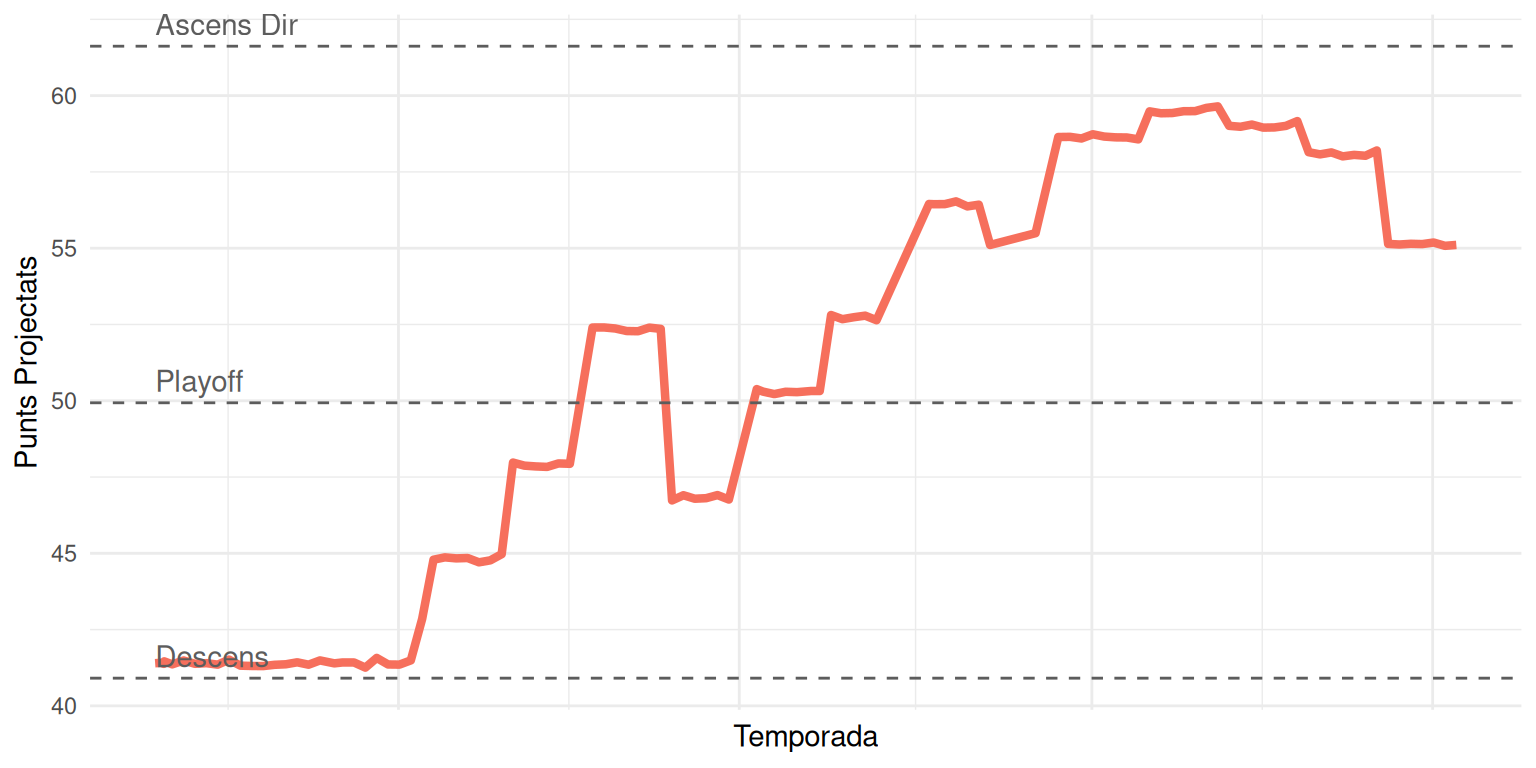 Ascens Dir
60
55
Playoff
50
45
Descens
40
Punts Projectats
Temporada